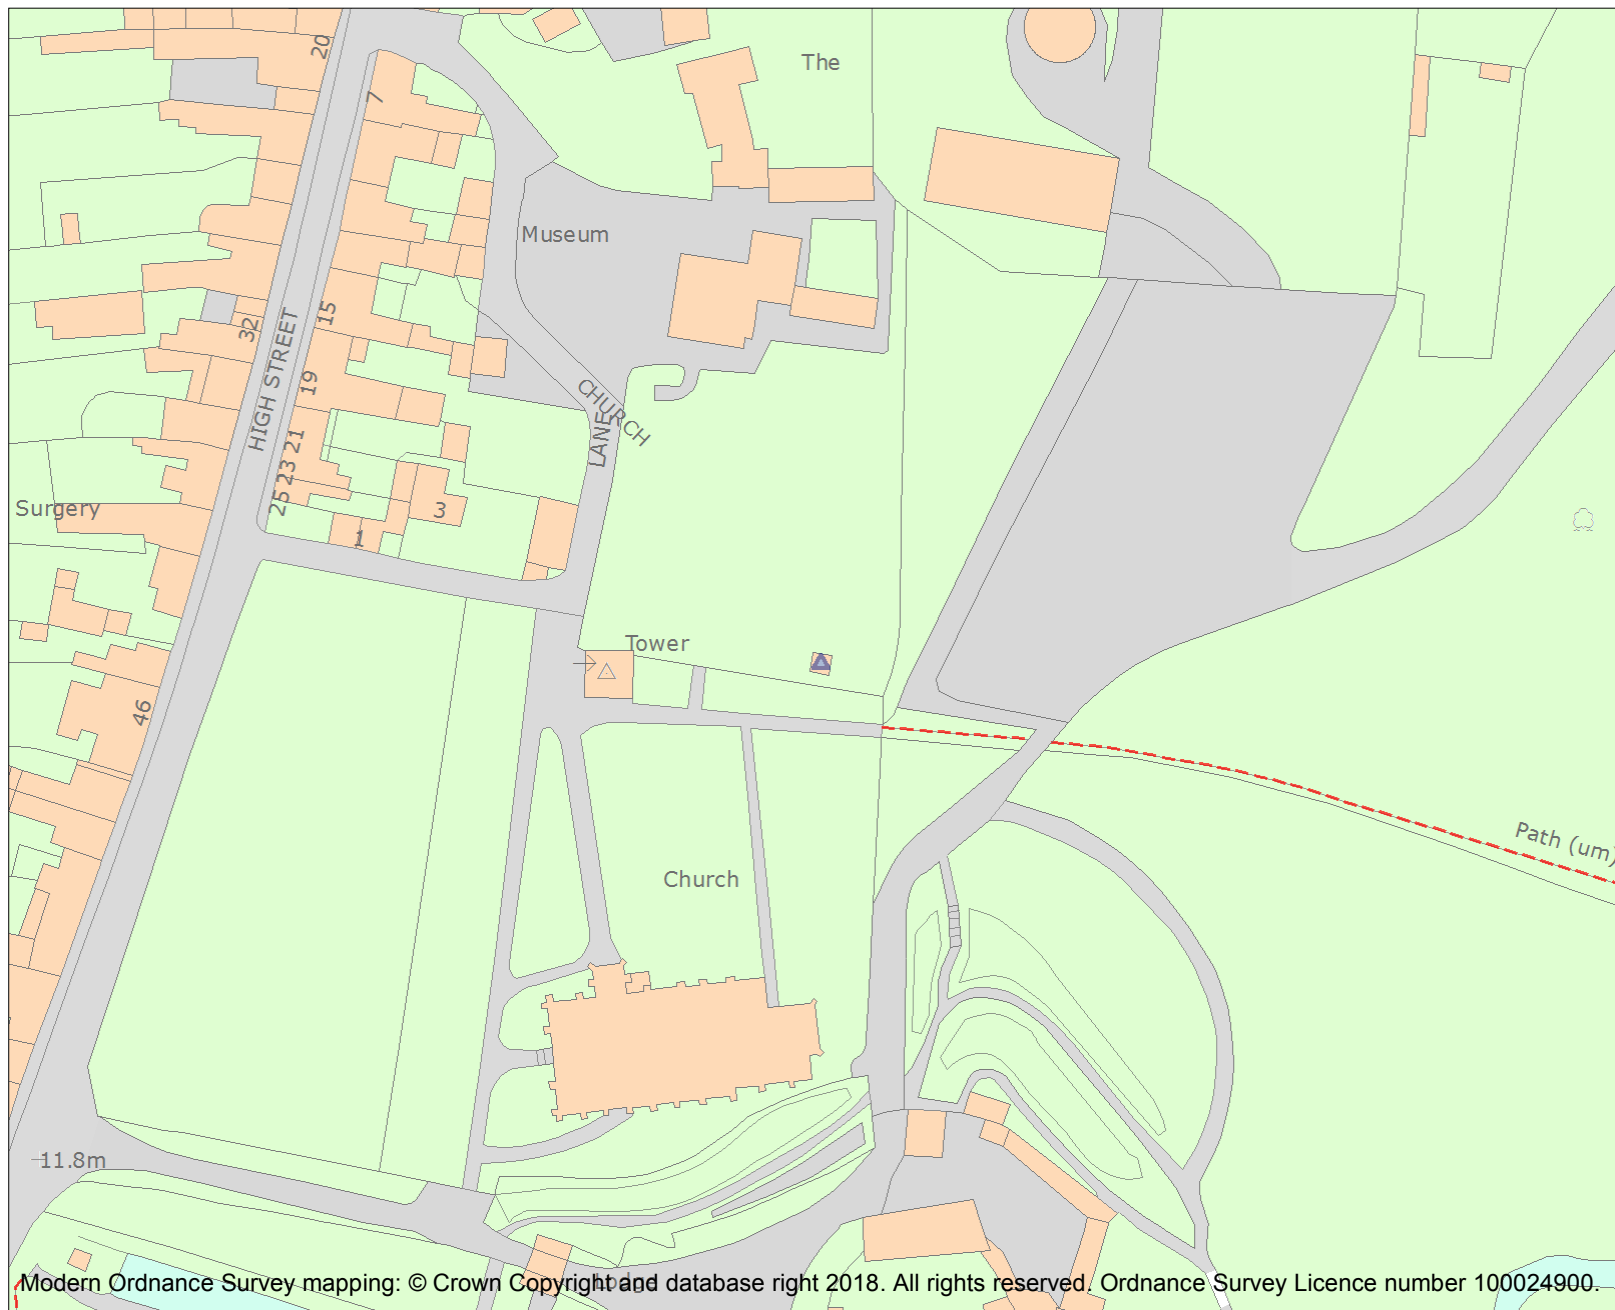 20
The
7
Museum
15
32
HIGH STREET
19
CHURCH
LANE
21
23
25
Surgery
3
1
Tower
46
Path (um)
Church
11.8m
Lodge
Modern Ordnance Survey mapping: © Crown Copyright and database right 2018. All rights reserved. Ordnance Survey Licence number 100024900.